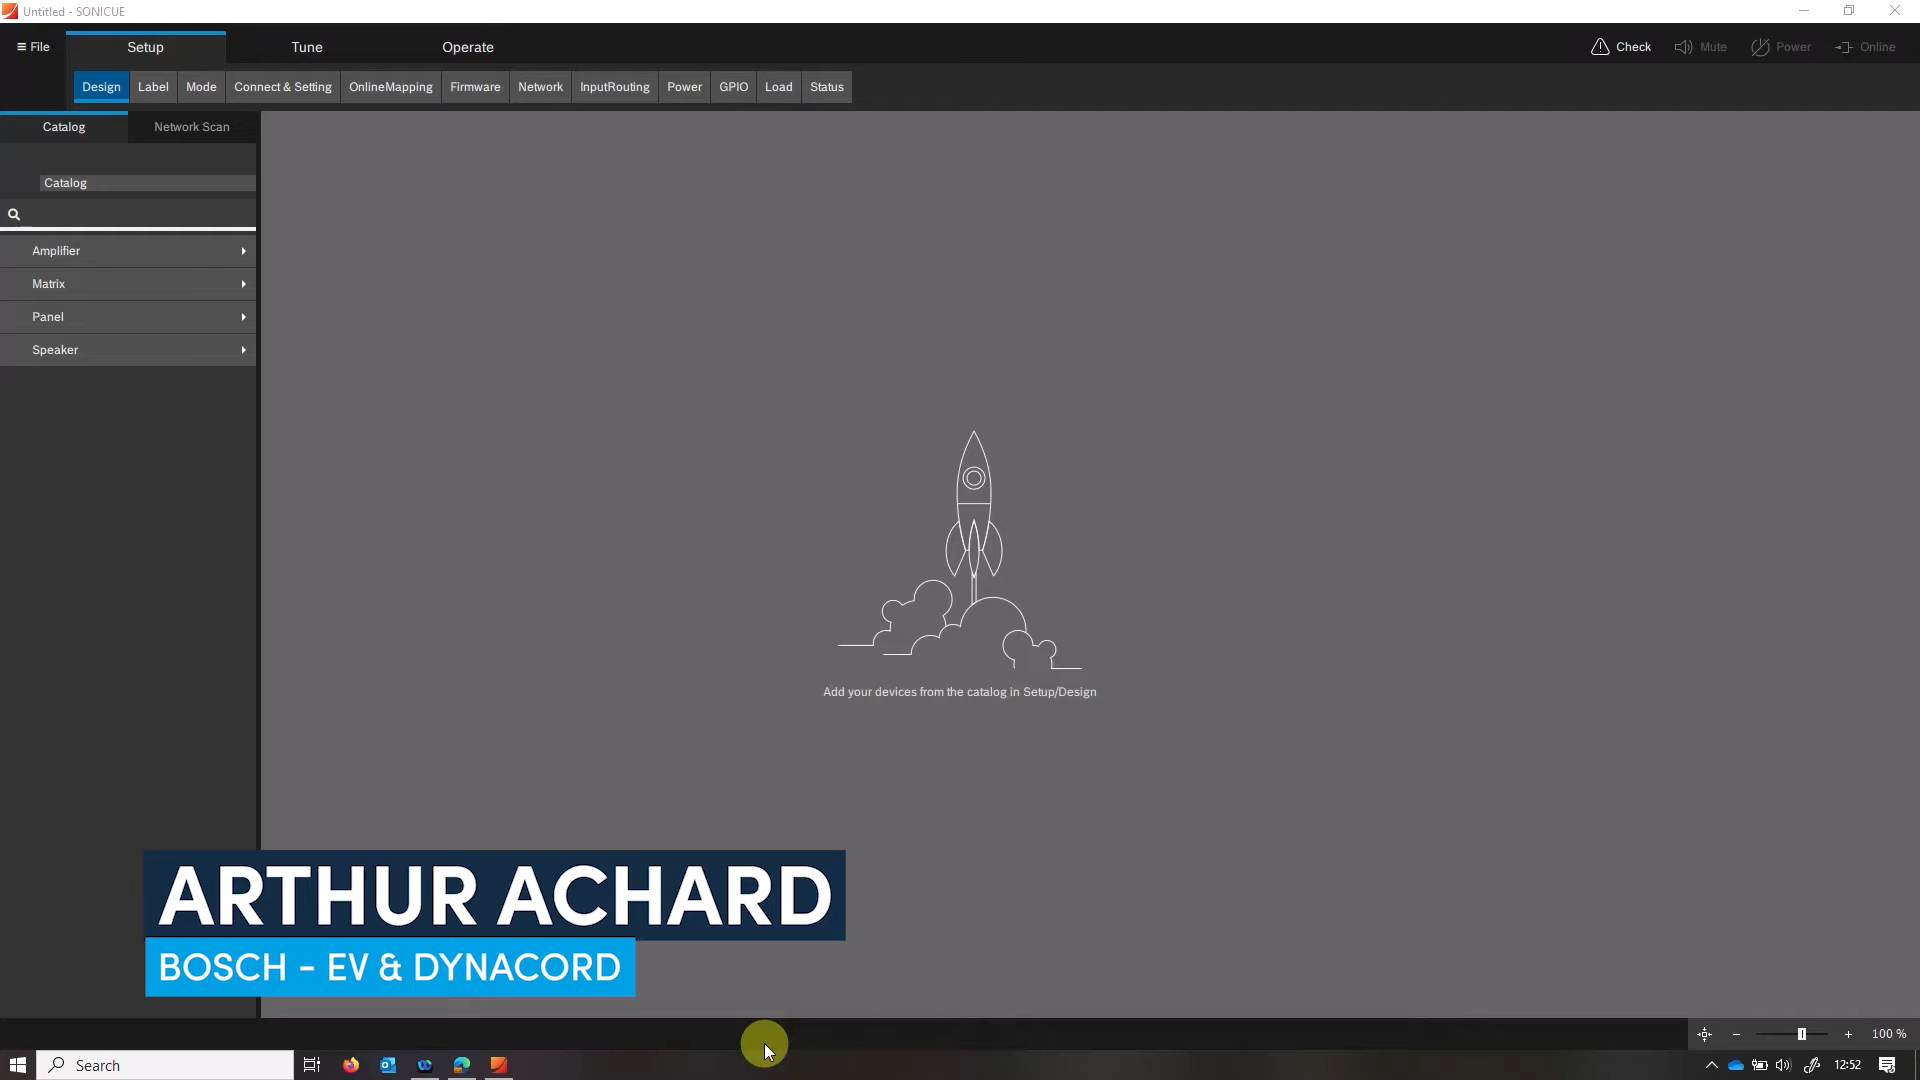 Untitled - SONICUE
≡ File
Setup
Tune
Operate
Check
Mute
Power
Online
Design
Label
Mode
Connect & Setting
OnlineMapping
Firmware
Network
InputRouting
Power
GPIO
Load
Status
Catalog
Network Scan
Catalog
Amplifier
Matrix
Panel
Speaker
Add your devices from the catalog in Setup/Design
ARTHUR ACHARD
BOSCH - EV & DYNACORD
100 %
Search
12:52